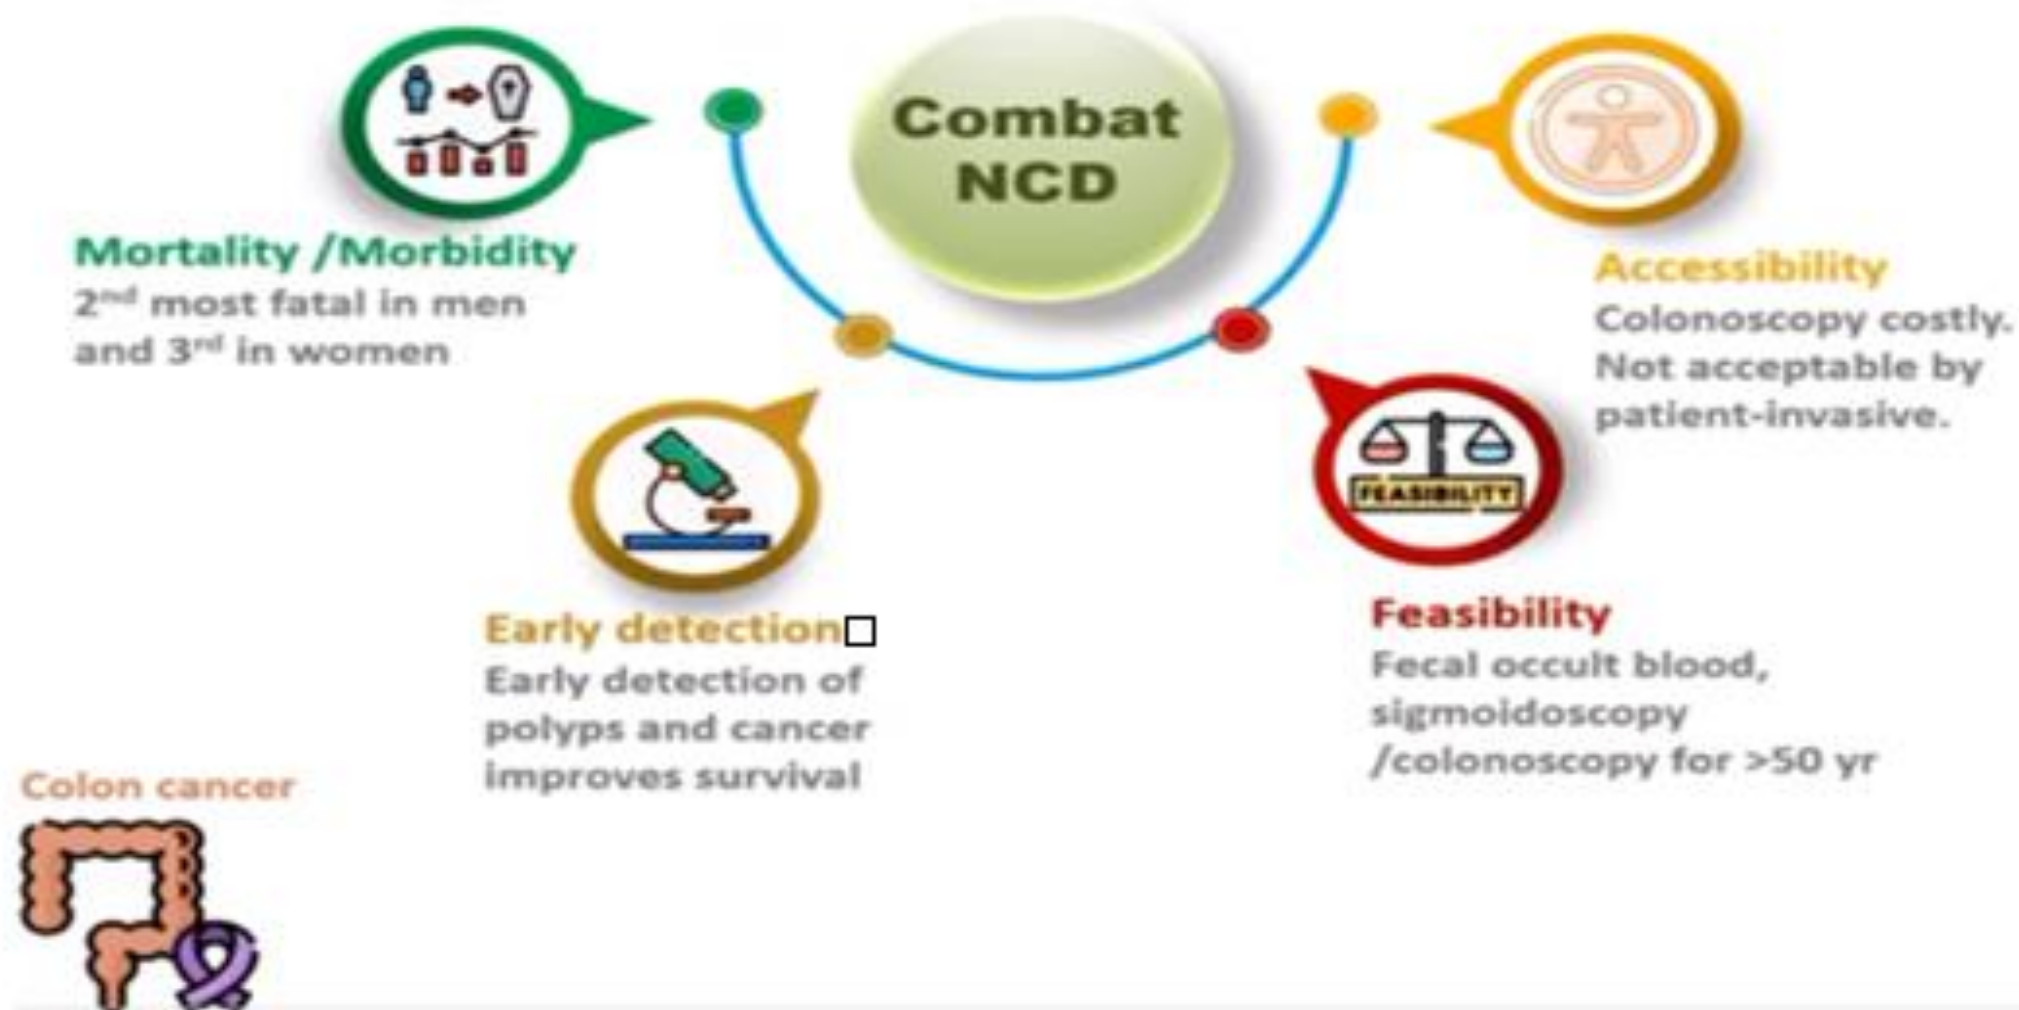 Combat
NCD
Mortality /Morbidity
2nd most fatal in men
and 3rd in women
Early detection□
Early detection of
polyps and cancer
improves survival
FEASIBILITY
Feasibility
Fecal occult blood,
sigmoidoscopy
/colonoscopy for >50 yr
Accessibility
Colonoscopy costly.
Not acceptable by
patient-invasive.
Colon cancer